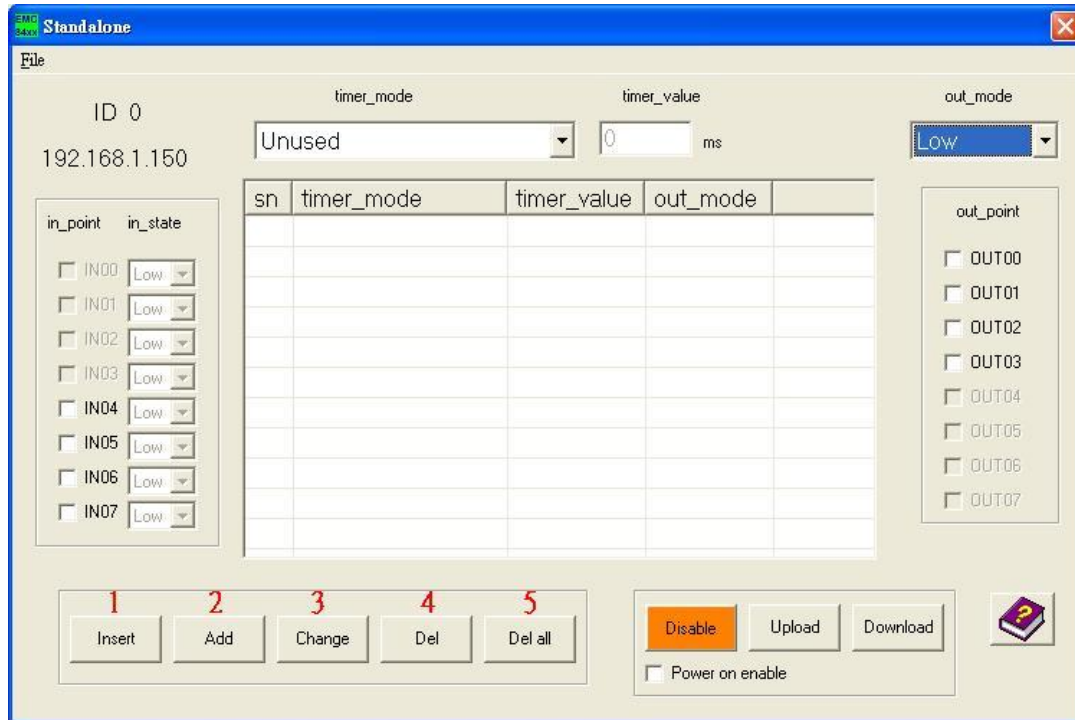 EMC
84xx Standalone
File
ID 0
192.168.1.150
timer_mode
Unused
timer_value
0 ms
out_mode
Low
in_point in_state
IN00 Low
IN01 Low
IN02 Low
IN03 Low
IN04 Low
IN05 Low
IN06 Low
IN07 Low
sn timer_mode timer_value out_mode
out_point
OUT00
OUT01
OUT02
OUT03
OUT04
OUT05
OUT06
OUT07
1 2 3 4 5
Insert Add Change Del Del all
Disable Upload Download
Power on enable
?